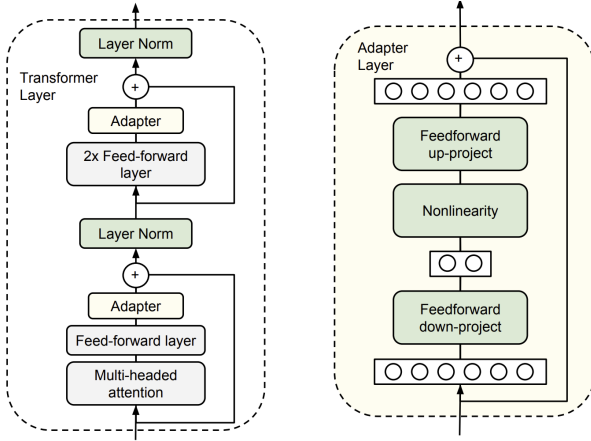 Layer Norm
Transformer
Layer
+
Adapter
2x Feed-forward
layer
Layer Norm
+
Adapter
Feed-forward layer
Multi-headed
attention
Adapter
Layer
+
Feedforward
up-project
Nonlinearity
Feedforward
down-project